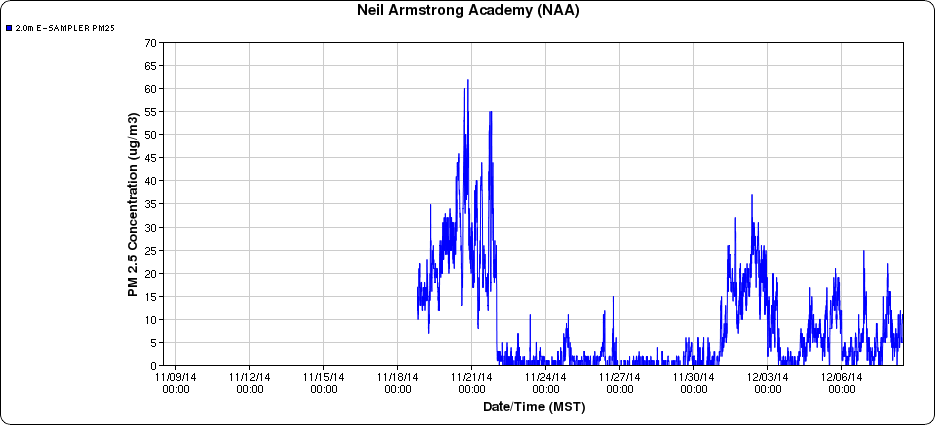 Neil Armstrong Academy (NAA)
2.0m E-SAMPLER PM25
70
65
60
55
50
45
40
35
30
25
20
15
10
5
0
PM 2.5 Concentration (ug/m3)
11/09/14 11/12/14 11/15/14 11/18/14 11/21/14 11/24/14 11/27/14 11/30/14 12/03/14 12/06/14
00:00 00:00 00:00 00:00 00:00 00:00 00:00 00:00 00:00 00:00
Date/Time (MST)